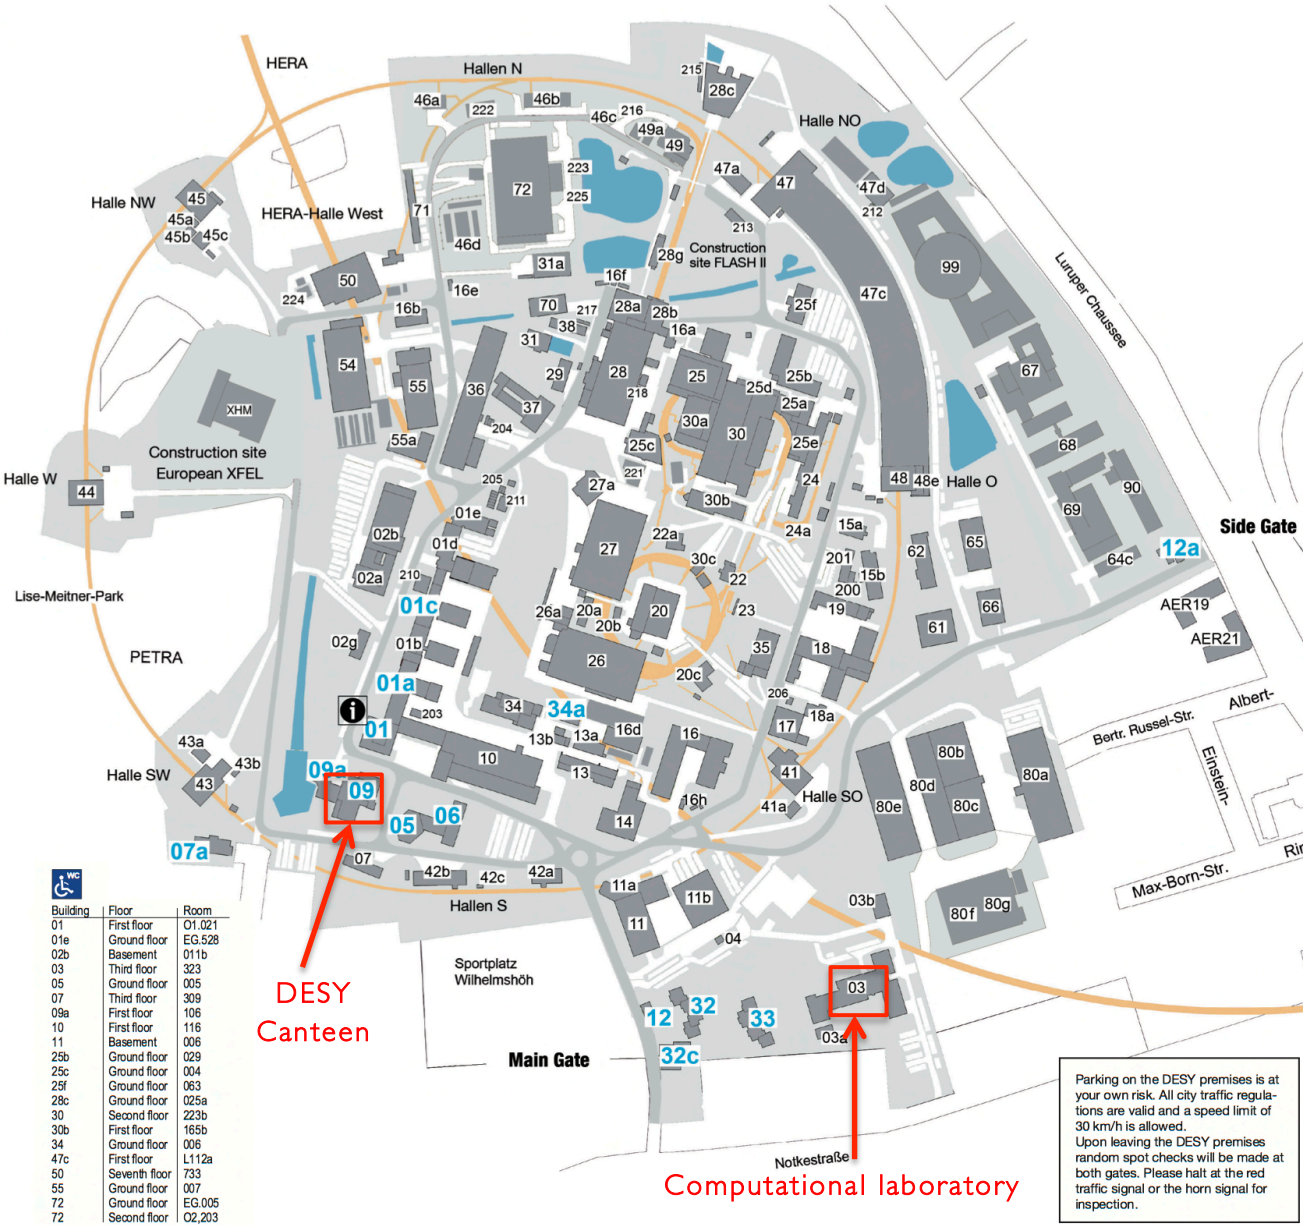 HERA
Hallen N
215
28c
46a
222
46b
46c
216
49a
49
Halle NO
47a
47
47d
212
Halle NW
45
45a
45b
45c
HERA-Halle West
71
72
223
225
46d
213
Construction
site FLASH II
28g
99
31a
16f
50
224
16e
16b
70
217
38
28a
28b
16a
25f
47c
Luruper Chaussee
54
55
36
31
29
37
204
28
218
25
25d
25b
25a
67
XHM
55a
30a
30
25c
25e
68
Construction site
European XFEL
221
24
48
48e
Halle O
90
Halle W
44
205
211
27a
30b
69
Side Gate
02b
01e
01d
27
22a
24a
15a
62
65
64c
12a
02a
210
30c
22
201
15b
200
Lise-Meitner-Park
01c
26a
20a
20b
20
23
19
66
AER19
61
AER21
02g
01b
26
35
18
PETRA
01a
20c
206
i
203
34
34a
16d
17
18a
Albert-
Bertr. Russel-Str.
01
13b
13a
16
43a
43b
43
Halle SW
10
13
41
80b
80d
80a
Einstein-
09a
09
16h
41a
Halle SO
80e
80c
05
06
14
07a
07
42b
42c
42a
Rin
Max-Born-Str.
Hallen S
11a
11
11b
03b
80f
80g
04
Sportplatz
Wilhelmshöh
DESY
Canteen
03
12
32
33
03a
Main Gate
32c
Notkestraße
Computational laboratory
WC
Building Floor Room
01 First floor O1.021
01e Ground floor EG.528
02b Basement 011b
03 Third floor 323
05 Ground floor 005
07 Third floor 309
09a First floor 106
10 First floor 116
11 Basement 006
25b Ground floor 029
25c Ground floor 004
25f Ground floor 063
28c Ground floor 025a
30 Second floor 223b
30b First floor 165b
34 Ground floor 006
47c First floor L112a
50 Seventh floor 733
55 Ground floor 007
72 Ground floor EG.005
72 Second floor O2,203
Parking on the DESY premises is at
your own risk. All city traffic regula-
tions are valid and a speed limit of
30 km/h is allowed.
Upon leaving the DESY premises
random spot checks will be made at
both gates. Please halt at the red
traffic signal or the horn signal for
inspection.